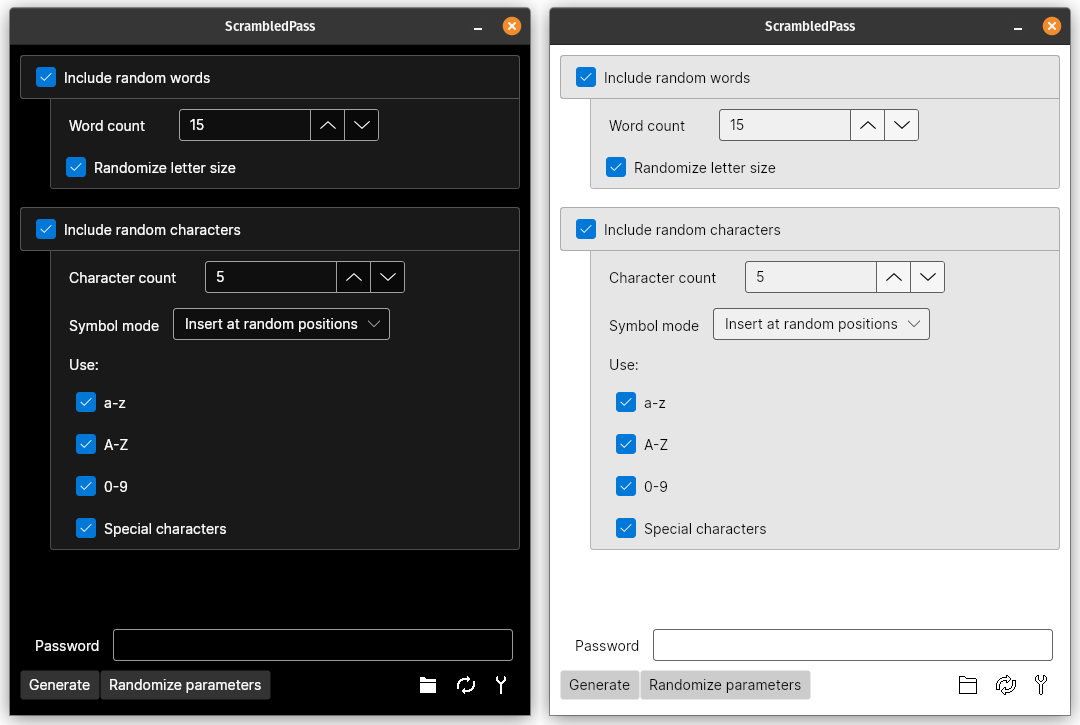 ScrambledPass
Include random words
Word count 15
Randomize letter size
Include random characters
Character count 5
Symbol mode Insert at random positions
Use:
a-z
A-Z
0-9
Special characters
Password
Generate Randomize parameters
ScrambledPass
Include random words
Word count 15
Randomize letter size
Include random characters
Character count 5
Symbol mode Insert at random positions
Use:
a-z
A-Z
0-9
Special characters
Password
Generate Randomize parameters